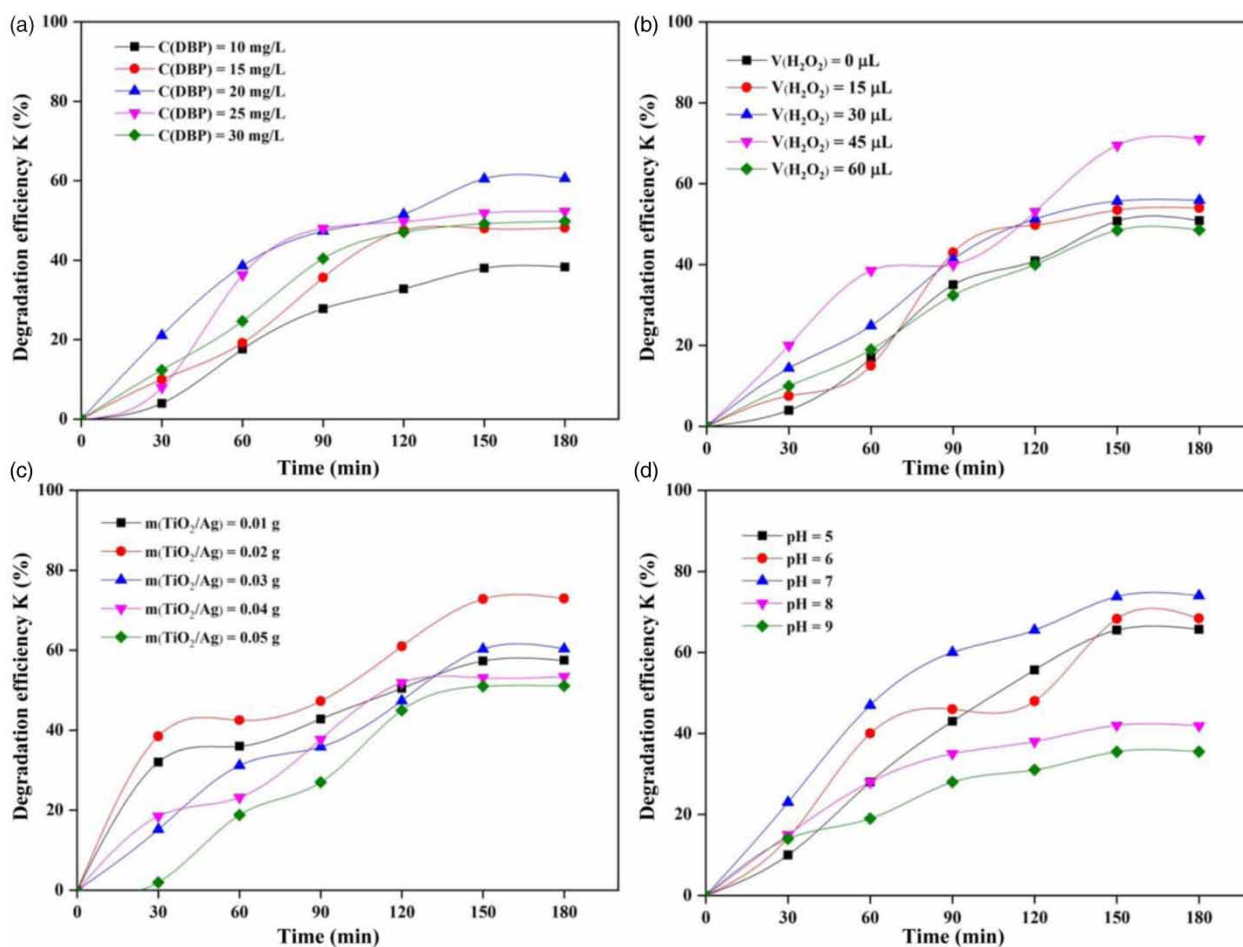 (a)
C(DBP) = 10 mg/L
C(DBP) = 15 mg/L
C(DBP) = 20 mg/L
C(DBP) = 25 mg/L
C(DBP) = 30 mg/L
Degradation efficiency K (%)
100
80
60
40
20
0
0 30 60 90 120 150 180
Time (min)
(b)
V(H₂O₂) = 0 μL
V(H₂O₂) = 15 μL
V(H₂O₂) = 30 μL
V(H₂O₂) = 45 μL
V(H₂O₂) = 60 μL
Degradation efficiency K (%)
100
80
60
40
20
0
0 30 60 90 120 150 180
Time (min)
(c)
m(TiO₂/Ag) = 0.01 g
m(TiO₂/Ag) = 0.02 g
m(TiO₂/Ag) = 0.03 g
m(TiO₂/Ag) = 0.04 g
m(TiO₂/Ag) = 0.05 g
Degradation efficiency K (%)
100
80
60
40
20
0
0 30 60 90 120 150 180
Time (min)
(d)
pH = 5
pH = 6
pH = 7
pH = 8
pH = 9
Degradation efficiency K (%)
100
80
60
40
20
0
0 30 60 90 120 150 180
Time (min)